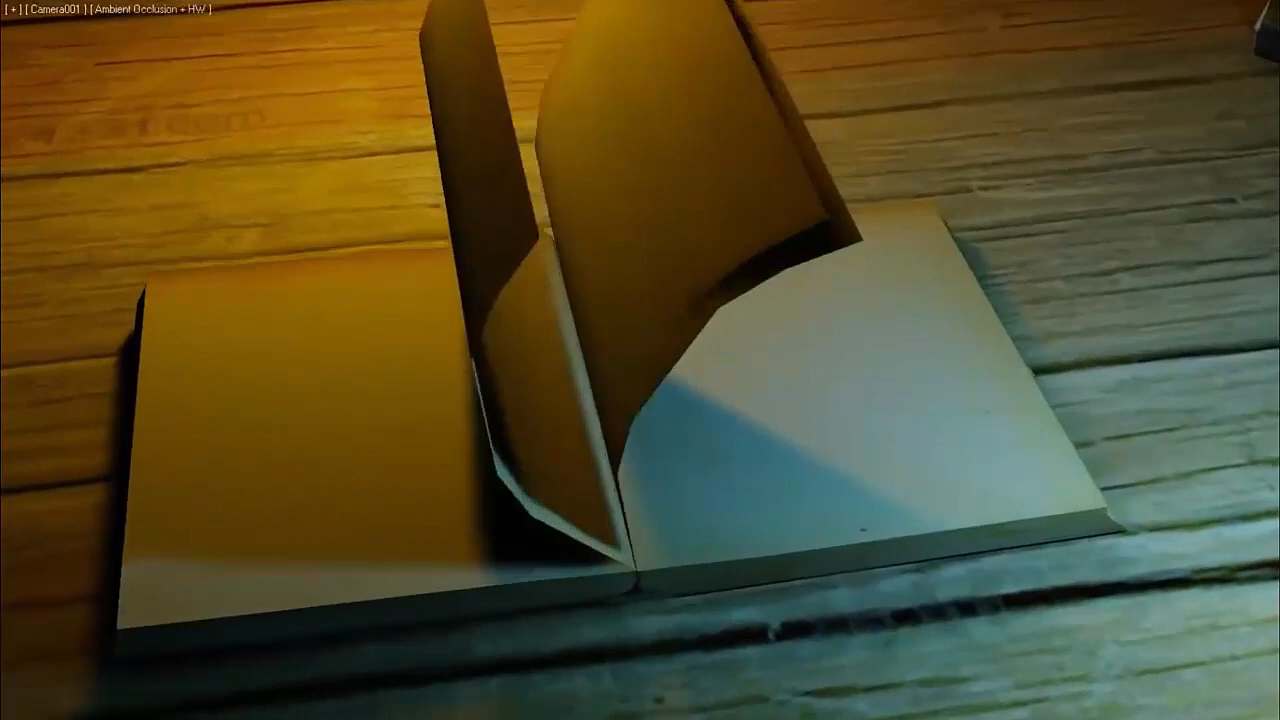 [ + ] [ Camera001 ] [ Ambient Occlusion + HW ]